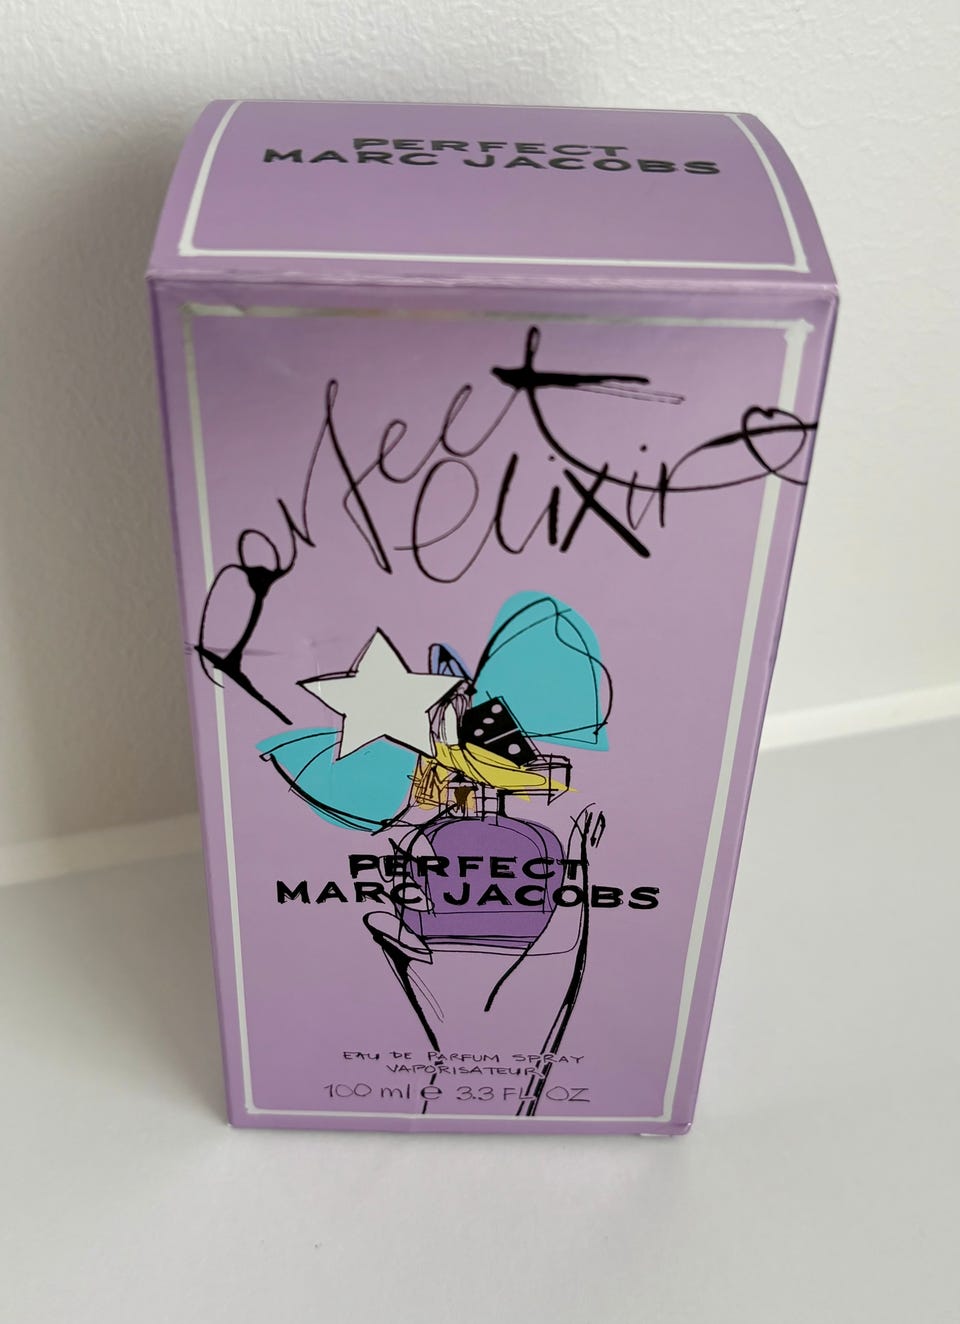 PERFECT
MARC JACOBS
perfect
elixir
PERFECT
MARC JACOBS
EAU DE PARFUM SPRAY
VAPORISATEUR
100 ml e 3.3 FL OZ